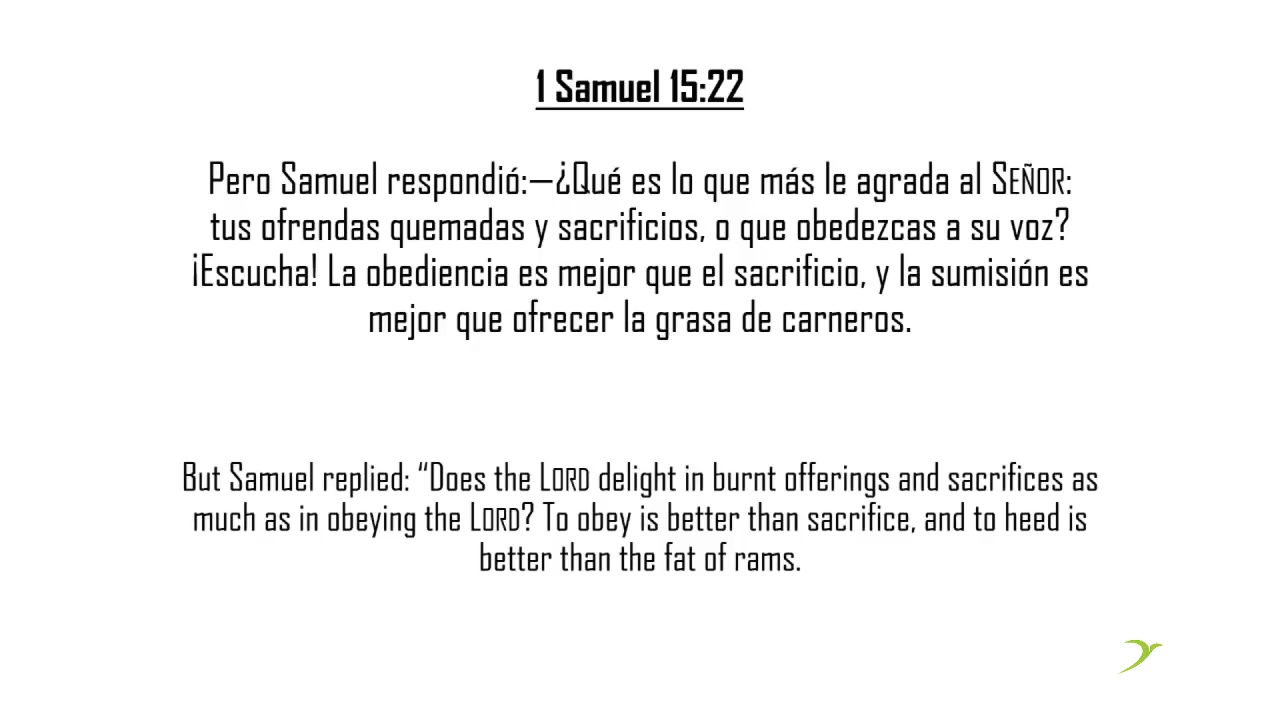 1 Samuel 15:22
Pero Samuel respondió:—¿Qué es lo que más le agrada al SEÑOR:
tus ofrendas quemadas y sacrificios, o que obedezcas a su voz?
¡Escucha! La obediencia es mejor que el sacrificio, y la sumisión es
mejor que ofrecer la grasa de carneros.
But Samuel replied: “Does the LORD delight in burnt offerings and sacrifices as
much as in obeying the LORD? To obey is better than sacrifice, and to heed is
better than the fat of rams.